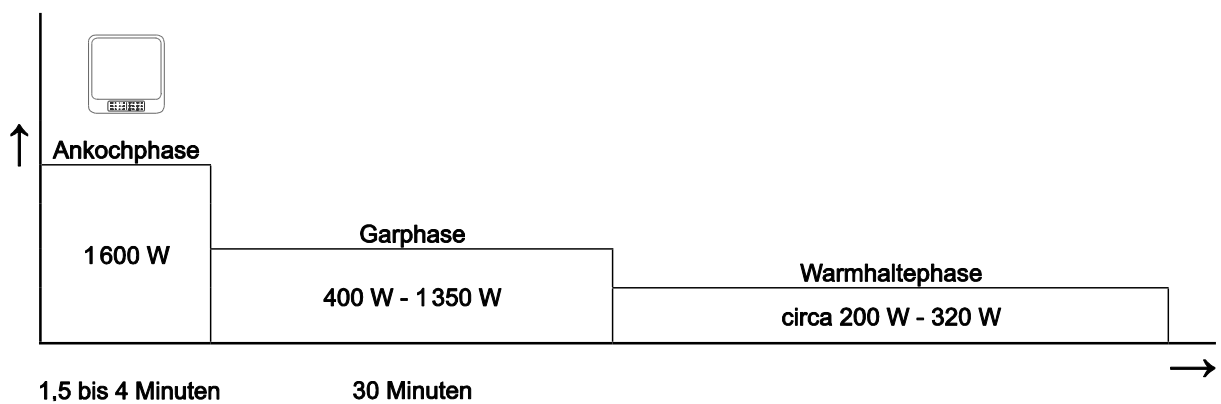 Ankochphase
1600 W
Garphase
400 W - 1350 W
Warmhaltephase
circa 200 W - 320 W
1,5 bis 4 Minuten
30 Minuten